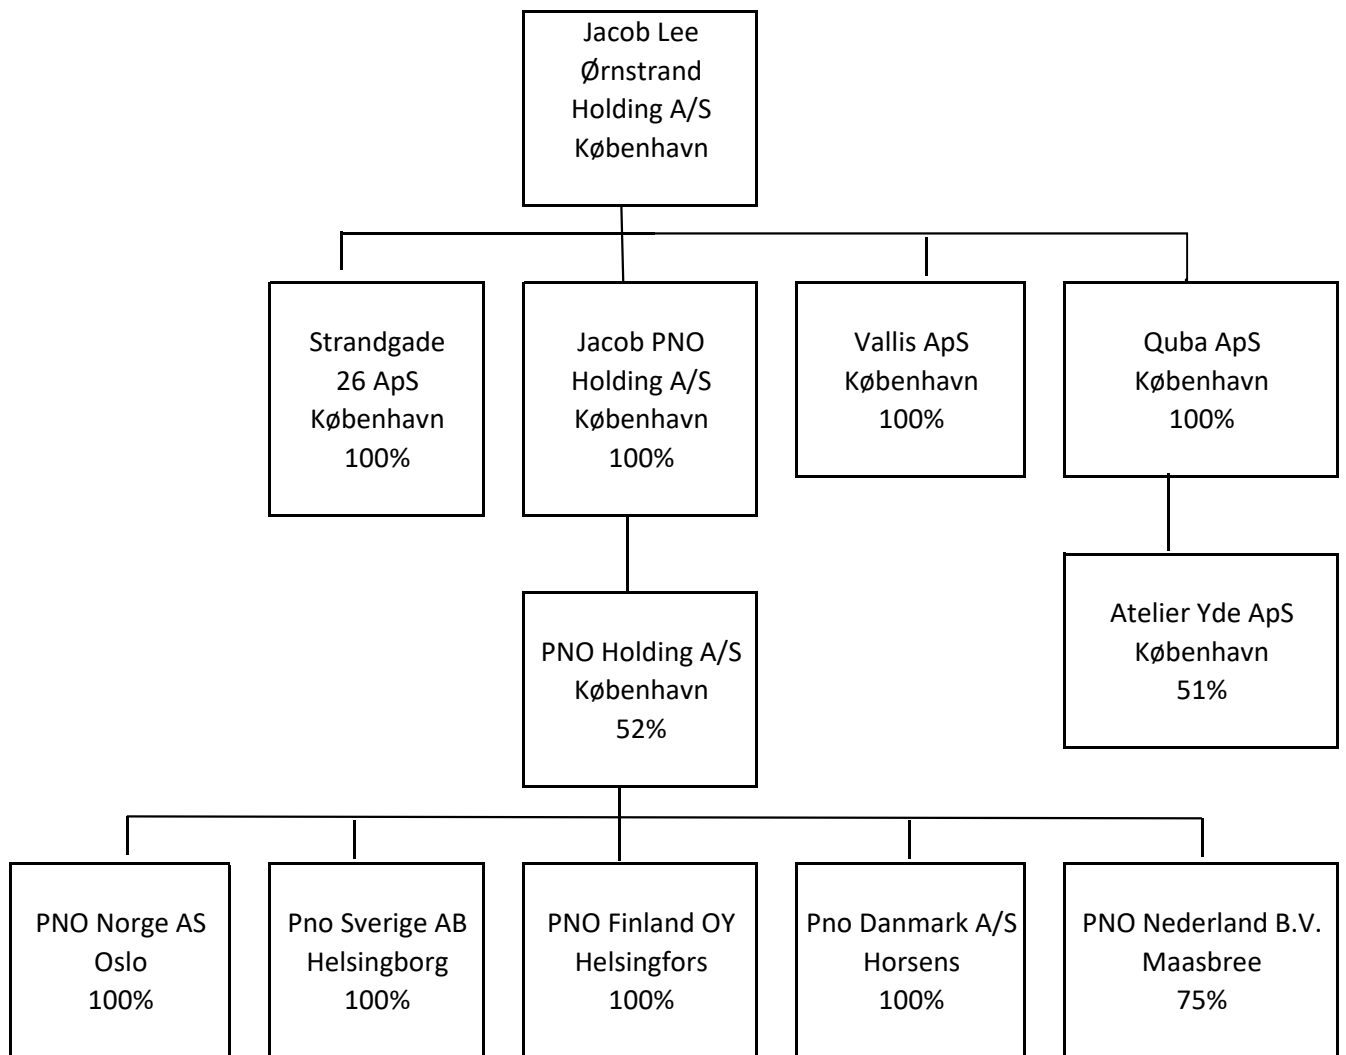 Jacob Lee
Ørnstrand
Holding A/S
København
Strandgade
26 ApS
København
100%
Jacob PNO
Holding A/S
København
100%
Vallis ApS
København
100%
Quba ApS
København
100%
PNO Holding A/S
København
52%
Atelier Yde ApS
København
51%
PNO Norge AS
Oslo
100%
Pno Sverige AB
Helsingborg
100%
PNO Finland OY
Helsingfors
100%
Pno Danmark A/S
Horsens
100%
PNO Nederland B.V.
Maasbree
75%